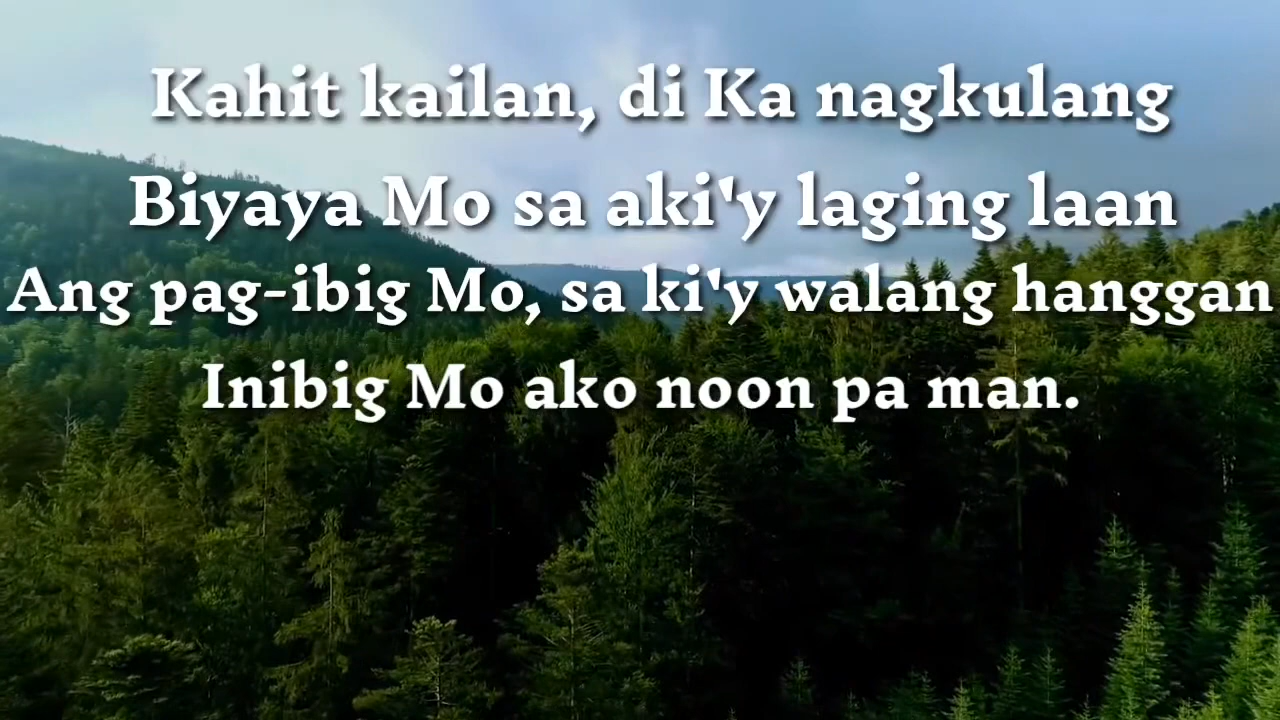 Kahit kailan, di Ka nagkulang
Biyaya Mo sa aki'y laging laan
Ang pag-ibig Mo, sa ki'y walang hanggan
Inibig Mo ako noon pa man.